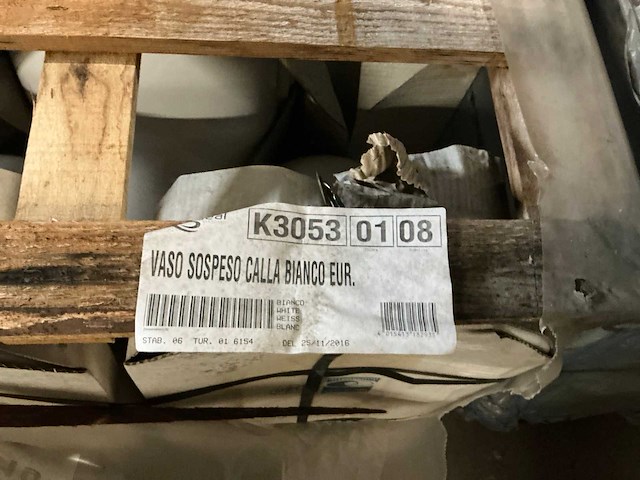 K3053 01 08
VASO SOSPESO CALLA BIANCO EUR.
BIANCO
WHITE
WEISS
BLANC
STAB. 06 TUR. 01 6154 DEL 25/11/2016